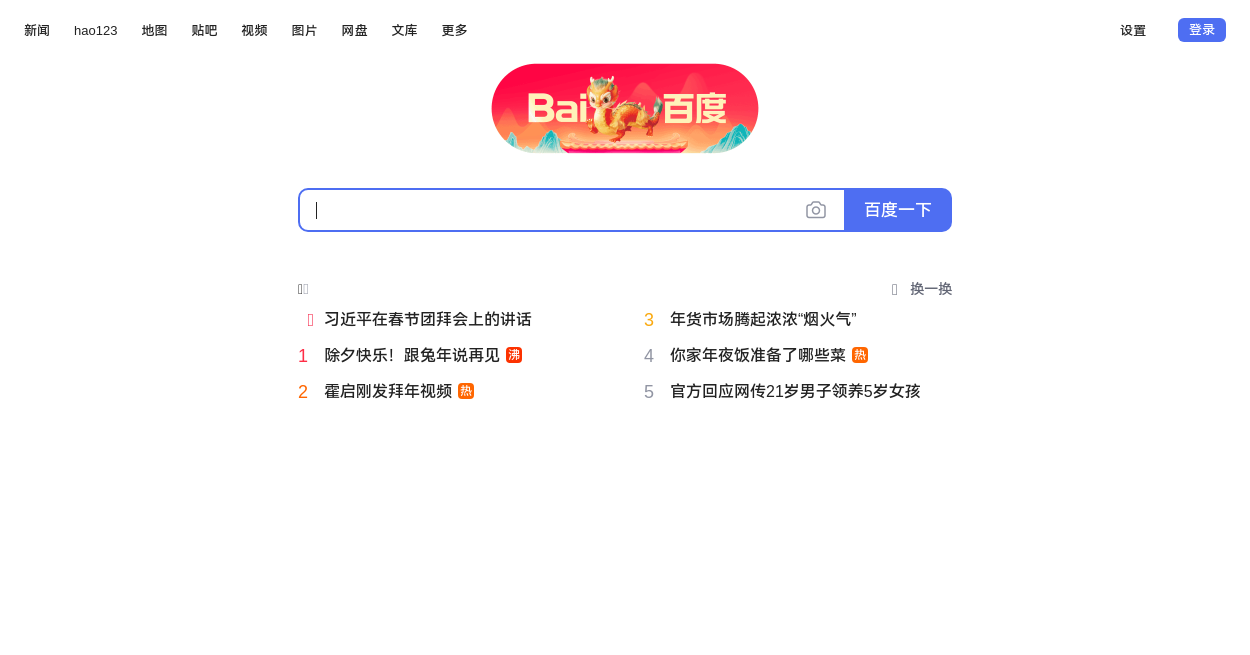 新闻 hao123 地图 贴吧 视频 图片 网盘 文库 更多 设置 登录
Bai 百度
百度一下
换一换
习近平在春节团拜会上的讲话
1 除夕快乐！跟兔年说再见 沸
2 霍启刚发拜年视频 热
3 年货市场腾起浓浓“烟火气”
4 你家年夜饭准备了哪些菜 热
5 官方回应网传21岁男子领养5岁女孩